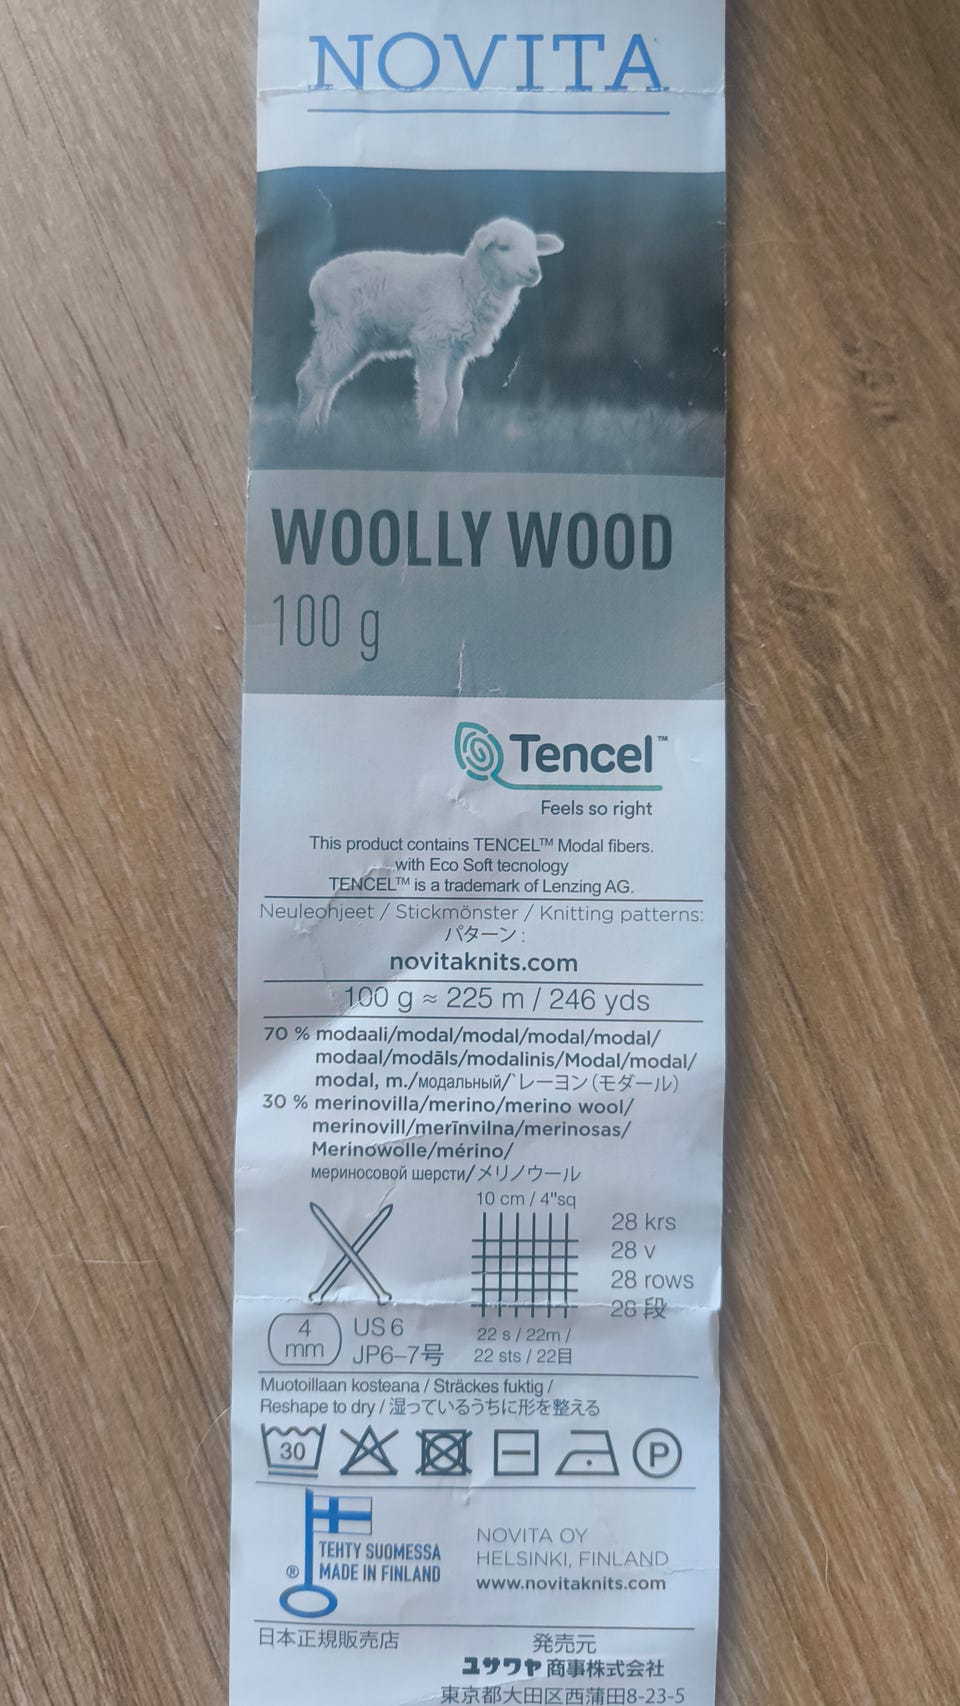 NOVITA
WOOLLY WOOD
100 g
Tencel™
Feels so right
This product contains TENCEL™ Modal fibers.
with Eco Soft tecnology
TENCEL™ is a trademark of Lenzing AG.
Neuleohjeet / Stickmönster / Knitting patterns:
パターン :
novitaknits.com
100 g ≈ 225 m / 246 yds
70 % modaali/modal/modal/modal/modal/
modaal/modāls/modalinis/Modal/modal/
modal, m./модальный/レーヨン(モダール)
30 % merinovilla/merino/merino wool/
merinovill/merīnvilna/merinosas/
Merinowolle/mérino/
мериносовой шерсти/メリノウール
10 cm / 4"sq
28 krs
28 v
28 rows
28 段
4 mm
US 6
JP6–7号
22 s / 22m /
22 sts / 22目
Muotoillaan kosteana / Sträckes fuktig /
Reshape to dry / 湿っているうちに形を整える
30
P
TEHTY SUOMESSA
® MADE IN FINLAND
NOVITA OY
HELSINKI, FINLAND
www.novitaknits.com
日本正規販売店
発売元
ユザワヤ商事株式会社
東京都大田区西蒲田8-23-5